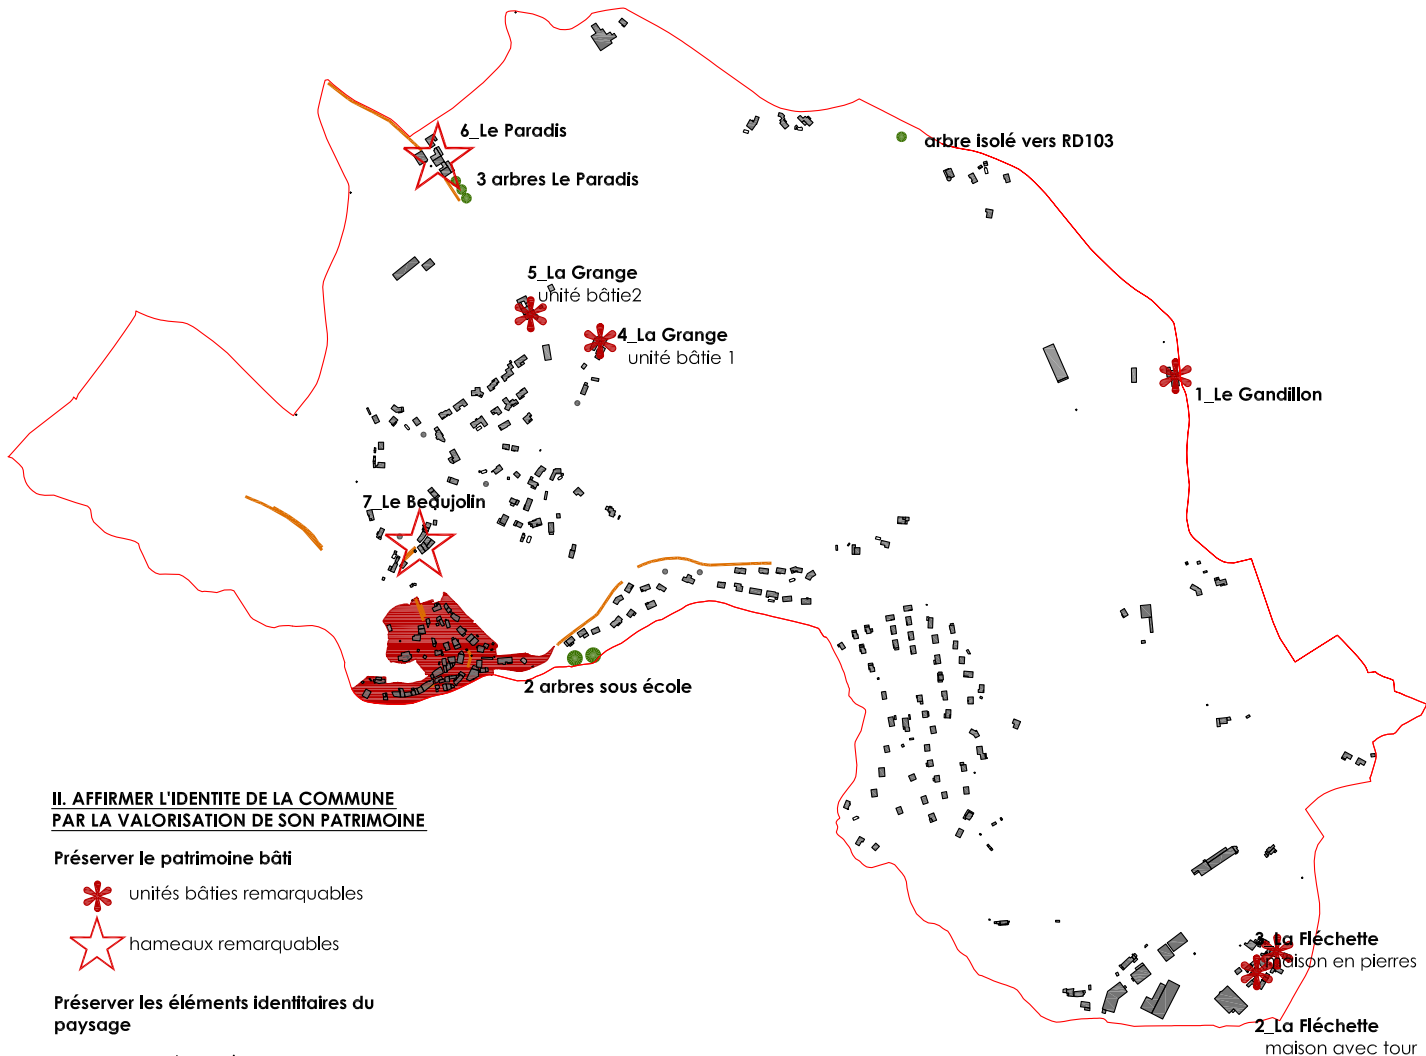 6_Le Paradis
arbre isolé vers RD103
3 arbres Le Paradis
5_La Grange
unité bâtie2
4_La Grange
unité bâtie 1
1_Le Gandillon
7_Le Beaujolin
2 arbres sous école
II. AFFIRMER L'IDENTITE DE LA COMMUNE
PAR LA VALORISATION DE SON PATRIMOINE
Préserver le patrimoine bâti
unités bâties remarquables
hameaux remarquables
Préserver les éléments identitaires du
paysage
3_La Fléchette
maison en pierres
2_La Fléchette
maison avec tour